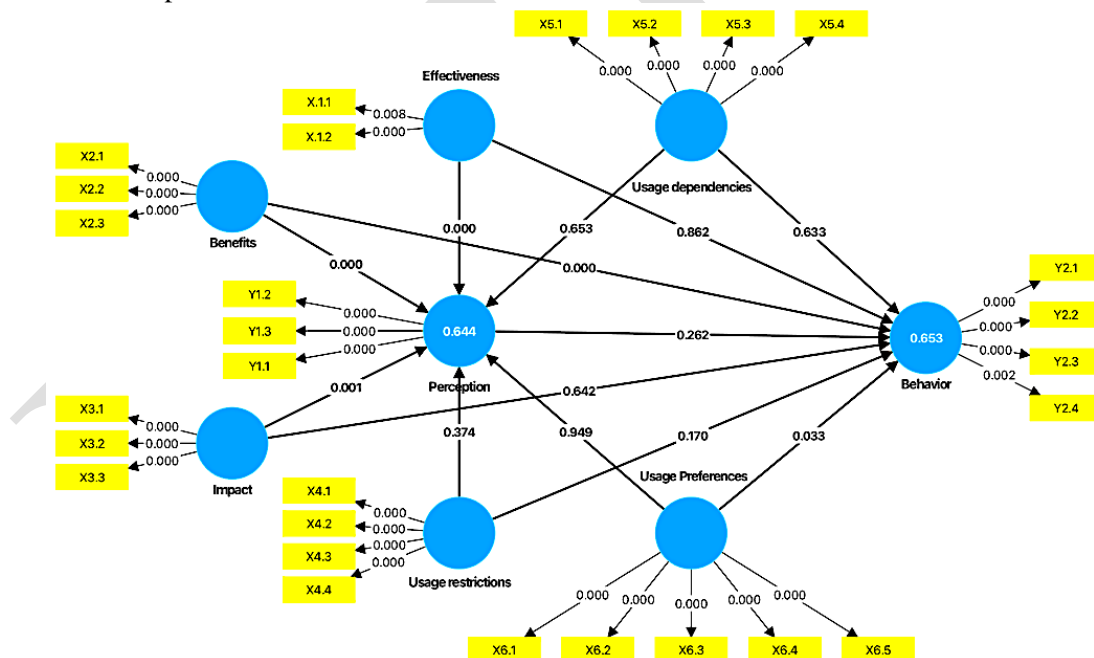 X5.1
X5.2
X5.3
X5.4
0.000
0.000
0.000
0.000
Effectiveness
X.1.1
X.1.2
0.008
0.000
Usage dependencies
X2.1
X2.2
X2.3
0.000
0.000
0.000
Benefits
0.000
0.653
0.862
0.633
0.000
0.000
Y1.2
Y1.3
Y1.1
0.000
0.000
0.000
0.644
Perception
0.262
0.653
Behavior
Y2.1
Y2.2
Y2.3
Y2.4
0.000
0.000
0.000
0.002
0.001
0.642
X3.1
X3.2
X3.3
0.000
0.000
0.000
Impact
0.374
0.949
0.170
0.033
Usage Preferences
X4.1
X4.2
X4.3
X4.4
0.000
0.000
0.000
0.000
Usage restrictions
0.000
0.000
0.000
0.000
0.000
X6.1
X6.2
X6.3
X6.4
X6.5